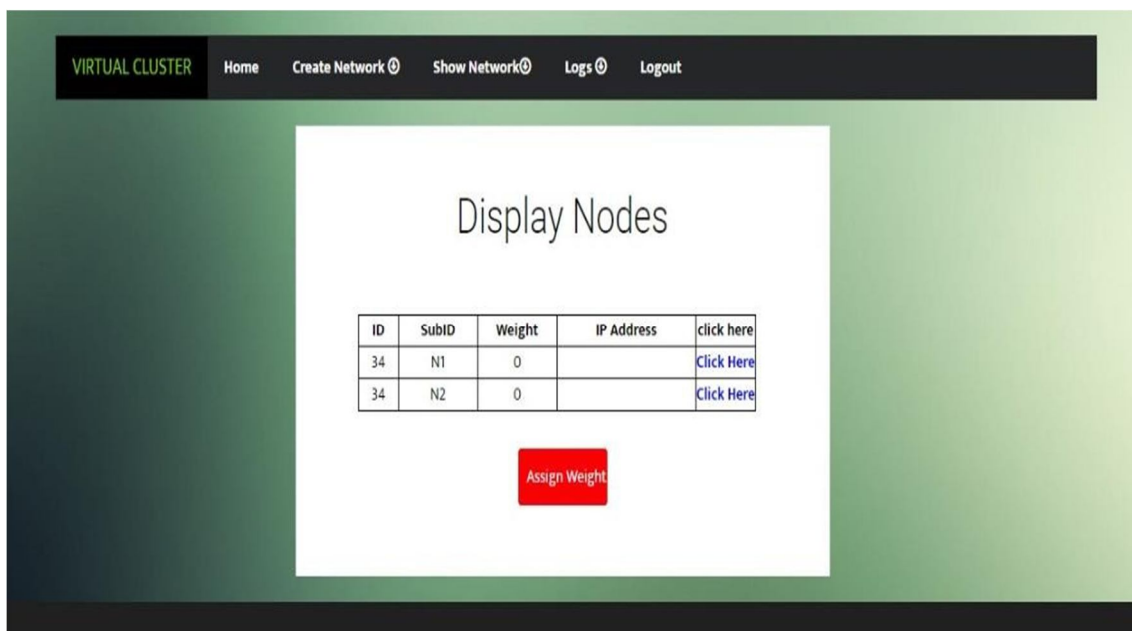 VIRTUAL CLUSTER Home Create Network Show Network Logs Logout
Display Nodes
ID SubID Weight IP Address click here
34 N1 0 Click Here
34 N2 0 Click Here
Assign Weight